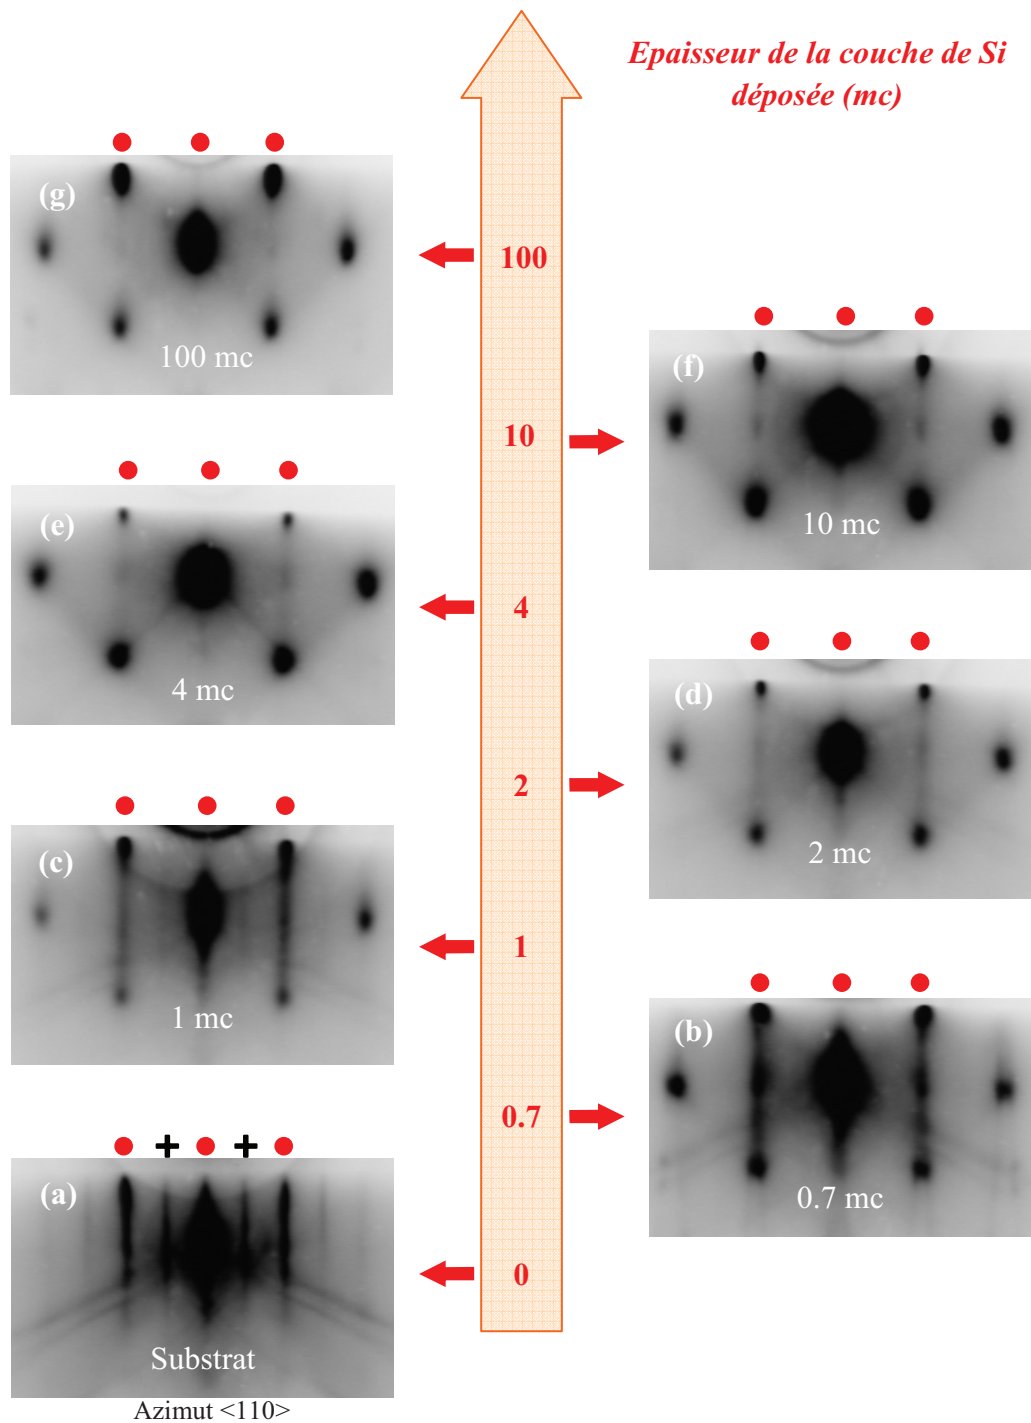 Epaisseur de la couche de Si
déposée (mc)
(g)
100 mc
100
(f)
10 mc
10
(e)
4 mc
4
(d)
2 mc
2
(c)
1 mc
1
(b)
0.7 mc
0.7
(a)
Substrat
0
Azimut <110>